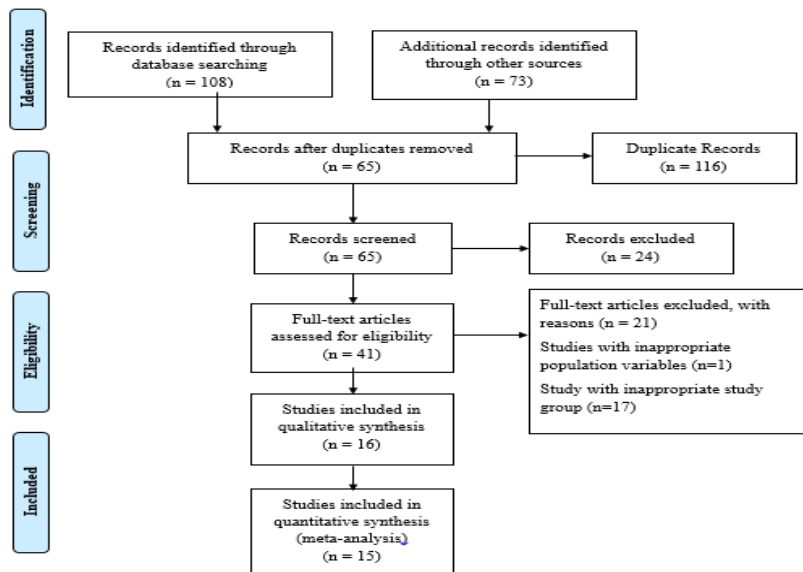 Identification
Records identified through
database searching
(n = 108)
Additional records identified
through other sources
(n = 73)
Records after duplicates removed
(n = 65)
Duplicate Records
(n = 116)
Screening
Records screened
(n = 65)
Records excluded
(n = 24)
Eligibility
Full-text articles
assessed for eligibility
(n = 41)
Full-text articles excluded, with
reasons (n = 21)
Studies with inappropriate
population variables (n=1)
Study with inappropriate study
group (n=17)
Included
Studies included in
qualitative synthesis
(n = 16)
Studies included in
quantitative synthesis
(meta-analysis)
(n = 15)